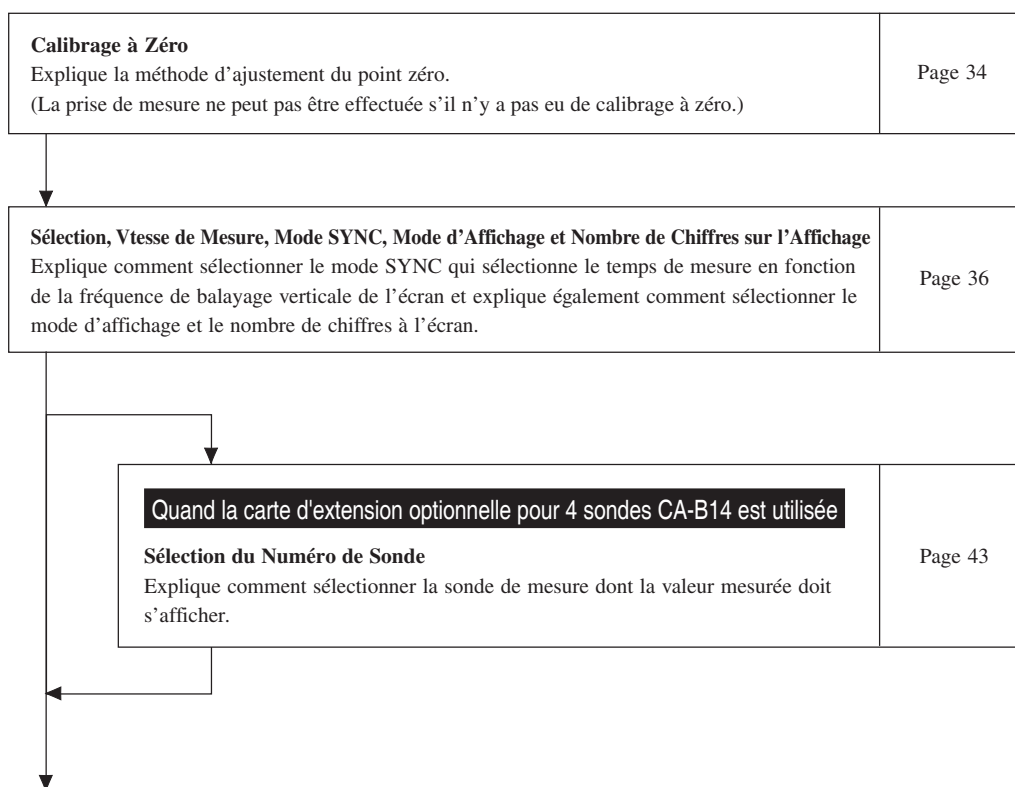 Calibrage à Zéro
Explique la méthode d'ajustement du point zéro.
(La prise de mesure ne peut pas être effectuée s'il n'y a pas eu de calibrage à zéro.)
Page 34
Sélection, Vtesse de Mesure, Mode SYNC, Mode d'Affichage et Nombre de Chiffres sur l'Affichage
Explique comment sélectionner le mode SYNC qui sélectionne le temps de mesure en fonction
de la fréquence de balayage verticale de l'écran et explique également comment sélectionner le
mode d'affichage et le nombre de chiffres à l'écran.
Page 36
Quand la carte d'extension optionnelle pour 4 sondes CA-B14 est utilisée
Sélection du Numéro de Sonde
Explique comment sélectionner la sonde de mesure dont la valeur mesurée doit
s'afficher.
Page 43